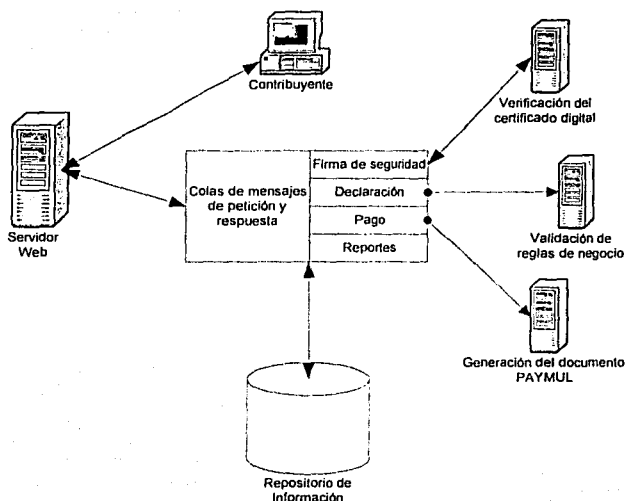 Contribuyente
Verificación del
certificado digital
Servidor
Web
Colas de mensajos
de petición y
respuesta
Firma de seguridad
Declaración
Pago
Reportes
Validación de
reglas de negocio
Generación del documento
PAYMUL
Repositorio de
Información